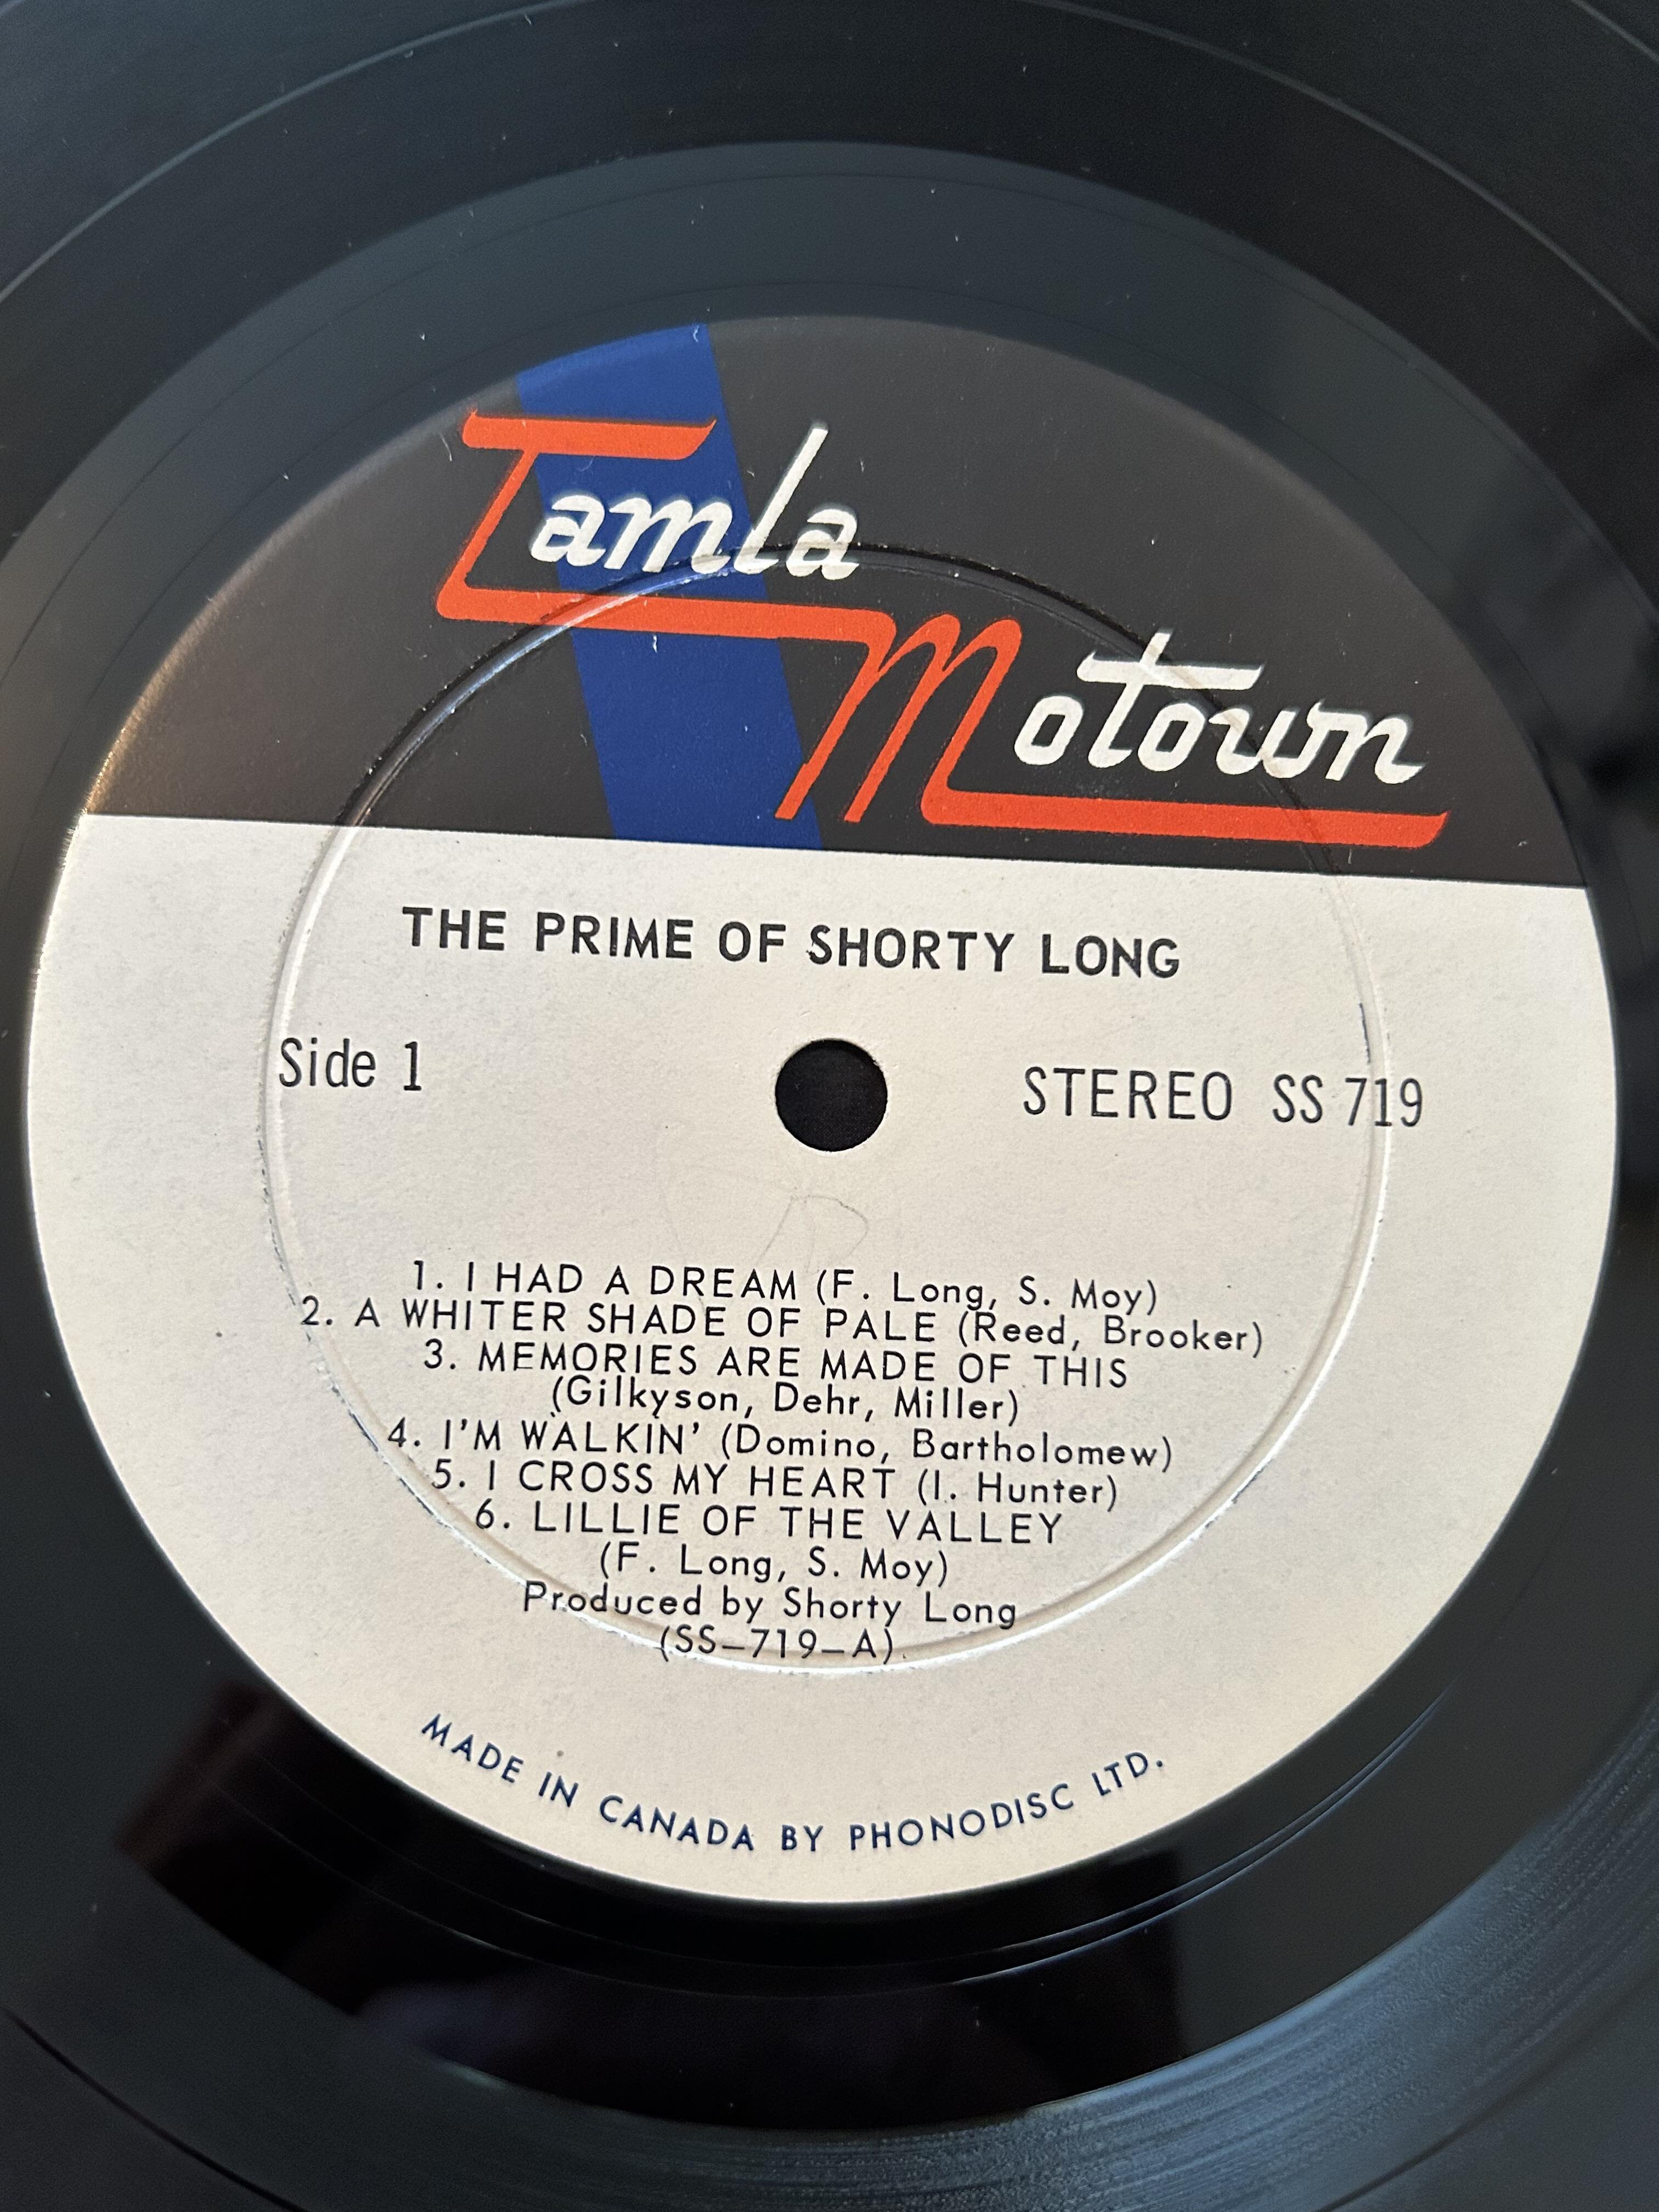 Tamla
Motown
THE PRIME OF SHORTY LONG
Side 1
STEREO SS 719
1. I HAD A DREAM (F. Long, S. Moy)
2. A WHITER SHADE OF PALE (Reed, Brooker)
3. MEMORIES ARE MADE OF THIS
(Gilkyson, Dehr, Miller)
4. I'M WALKIN' (Domino, Bartholomew)
5. I CROSS MY HEART (I. Hunter)
6. LILLIE OF THE VALLEY
(F. Long, S. Moy)
Produced by Shorty Long
(SS-719-A)
MADE IN CANADA BY PHONODISC LTD.